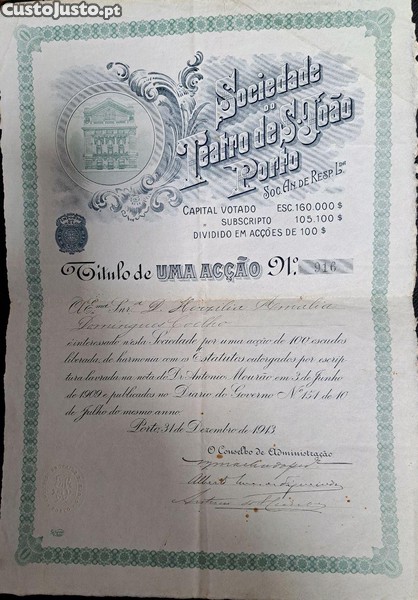 CustoJusto.pt
Sociedade
do
Teatro de S. João
Porto
Soc. An. de Resp. Lda
CAPITAL VOTADO ESC. 160.000 $
" SUBSCRIPTO 105.100 $
DIVIDIDO EM ACÇÕES DE 100 $
Titulo de UMA ACÇÃO Nº 916
D. Amalia
Domingues Coelho
é interessado nesta Sociedade por uma acção de 100 escudos
liberada, de harmonia com os Estatutos outorgados por escrip-
tura lavrada na nota do Dr. Antonio Mourão em 3 de Junho
de 1909 e publicados no Diario do Governo Nº 151 de 10
de Julho do mesmo anno.
Porto 31 de Dezembro de 1913
O Conselho de Administração
Alberto